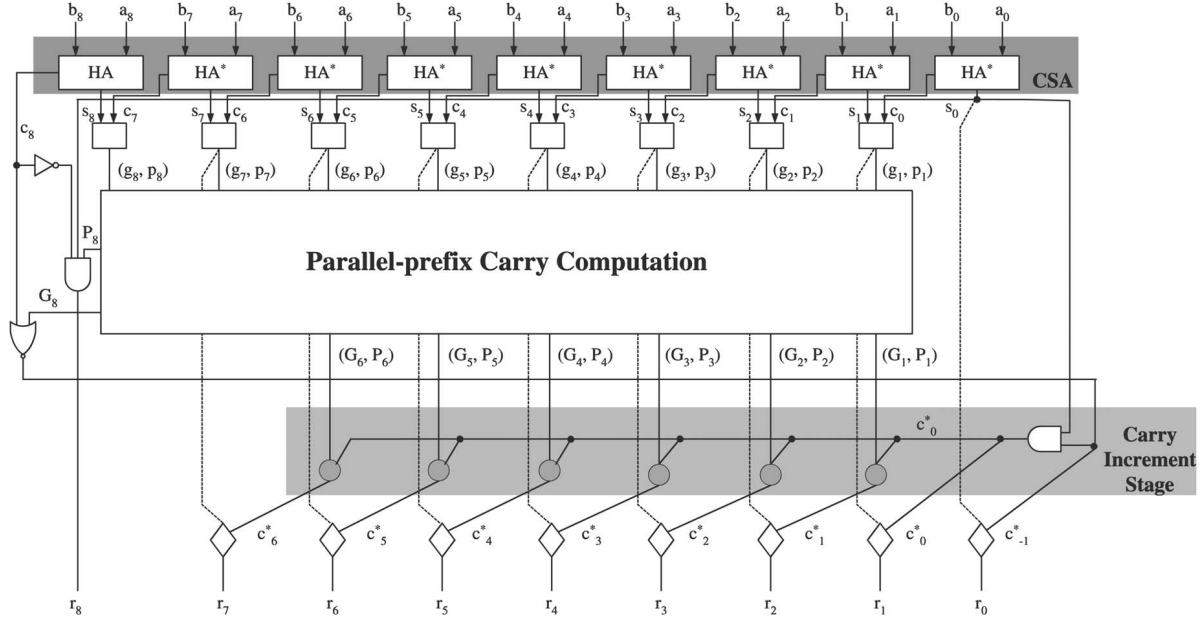 b₈ a₈ b₇ a₇ b₆ a₆ b₅ a₅ b₄ a₄ b₃ a₃ b₂ a₂ b₁ a₁ b₀ a₀
HA HA* HA* HA* HA* HA* HA* HA* HA*
CSA
s₈ c₇ s₇ c₆ s₆ c₅ s₅ c₄ s₄ c₃ s₃ c₂ s₂ c₁ s₁ c₀ s₀
c₈
(g₈, p₈) (g₇, p₇) (g₆, p₆) (g₅, p₅) (g₄, p₄) (g₃, p₃) (g₂, p₂) (g₁, p₁)
P₈
Parallel-prefix Carry Computation
G₈
(G₆, P₆) (G₅, P₅) (G₄, P₄) (G₃, P₃) (G₂, P₂) (G₁, P₁)
c*₀
Carry
Increment
Stage
c*₆ c*₅ c*₄ c*₃ c*₂ c*₁ c*₀ c*₋₁
r₈ r₇ r₆ r₅ r₄ r₃ r₂ r₁ r₀